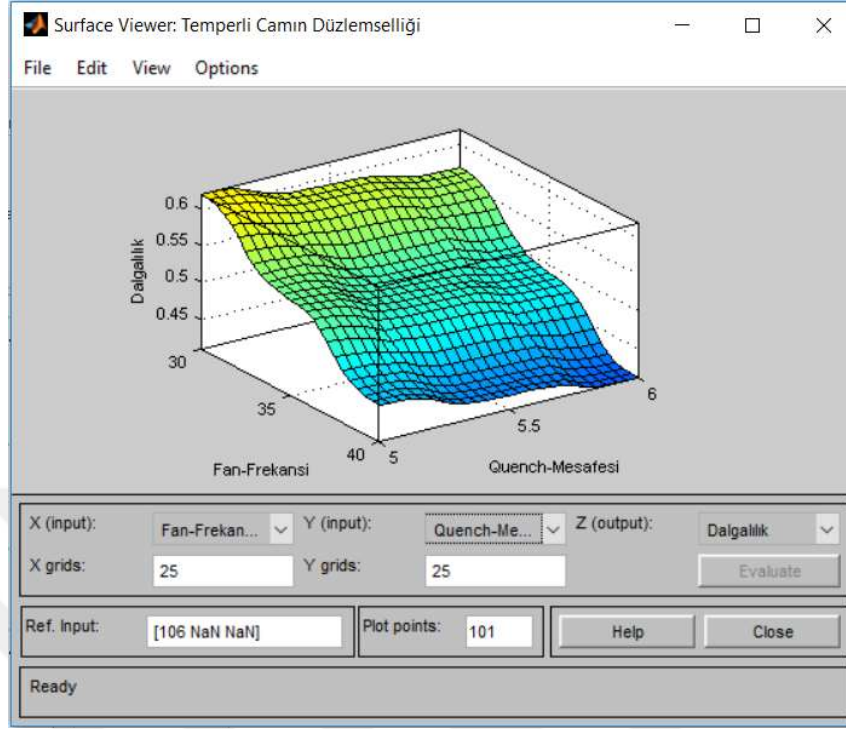 Surface Viewer: Temperli Camın Düzlemselliği
File Edit View Options
0.6
0.55
0.5
0.45
Dalgalılık
30
35
40
Fan-Frekansi
5
5.5
6
Quench-Mesafesi
X (input): Fan-Frekan... Y (input): Quench-Me... Z (output): Dalgalılık
X grids: 25 Y grids: 25 Evaluate
Ref. Input: [106 NaN NaN] Plot points: 101 Help Close
Ready